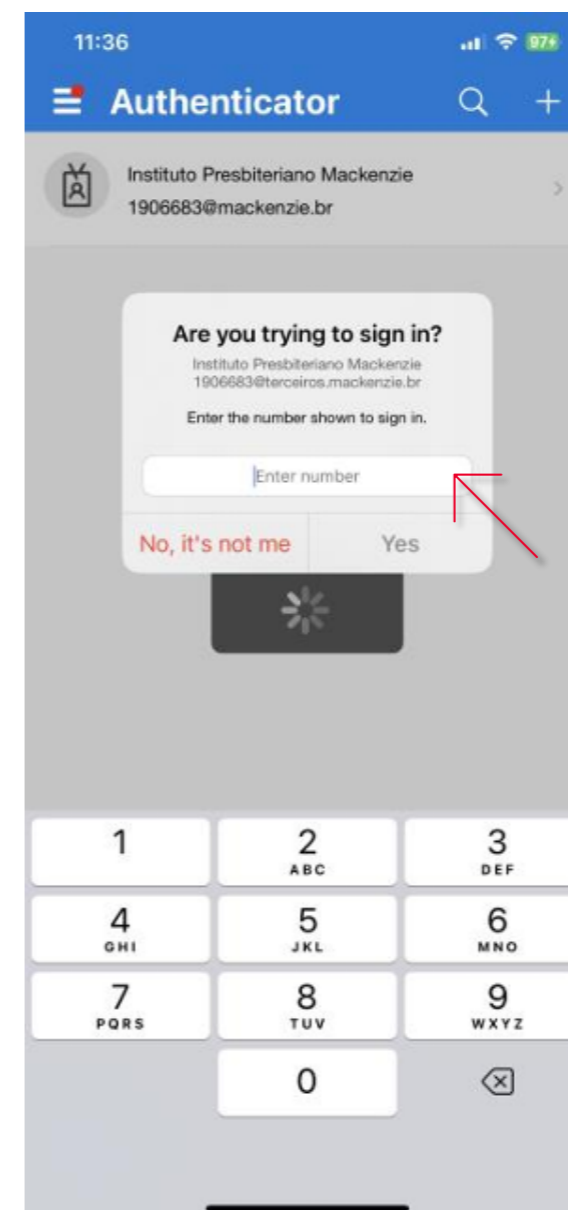 11:36
97
Authenticator
Instituto Presbiteriano Mackenzie
1906683@mackenzie.br
Are you trying to sign in?
Instituto Presbiteriano Mackenzie
1906683@terceiros.mackenzie.br
Enter the number shown to sign in.
Enter number
No, it's not me
Yes
1
2
ABC
3
DEF
4
GHI
5
JKL
6
MNO
7
PQRS
8
TUV
9
WXYZ
0